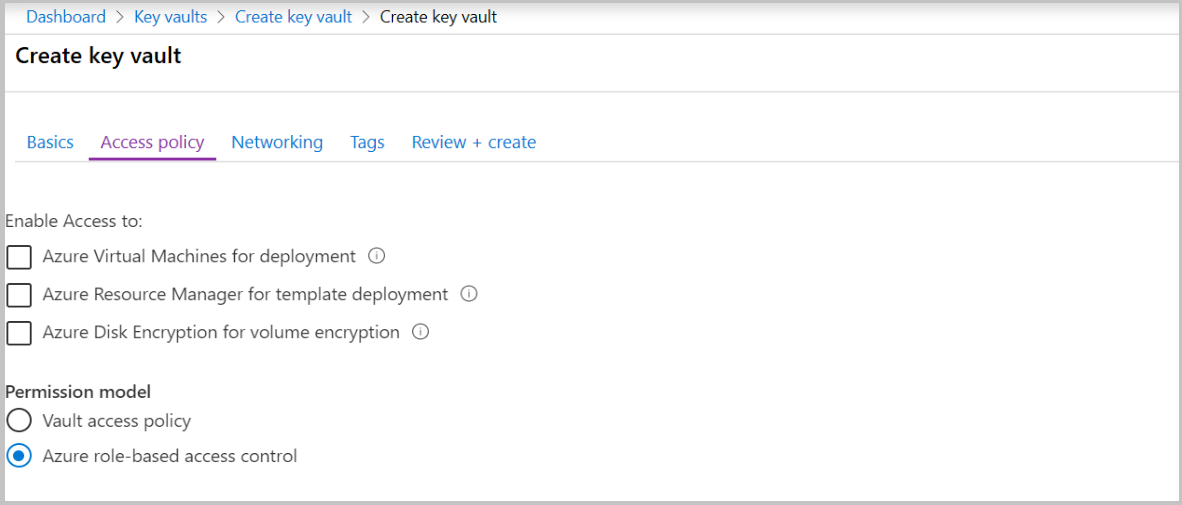 Dashboard > Key vaults > Create key vault > Create key vault
Create key vault
Basics Access policy Networking Tags Review + create
Enable Access to:
Azure Virtual Machines for deployment
Azure Resource Manager for template deployment
Azure Disk Encryption for volume encryption
Permission model
Vault access policy
Azure role-based access control